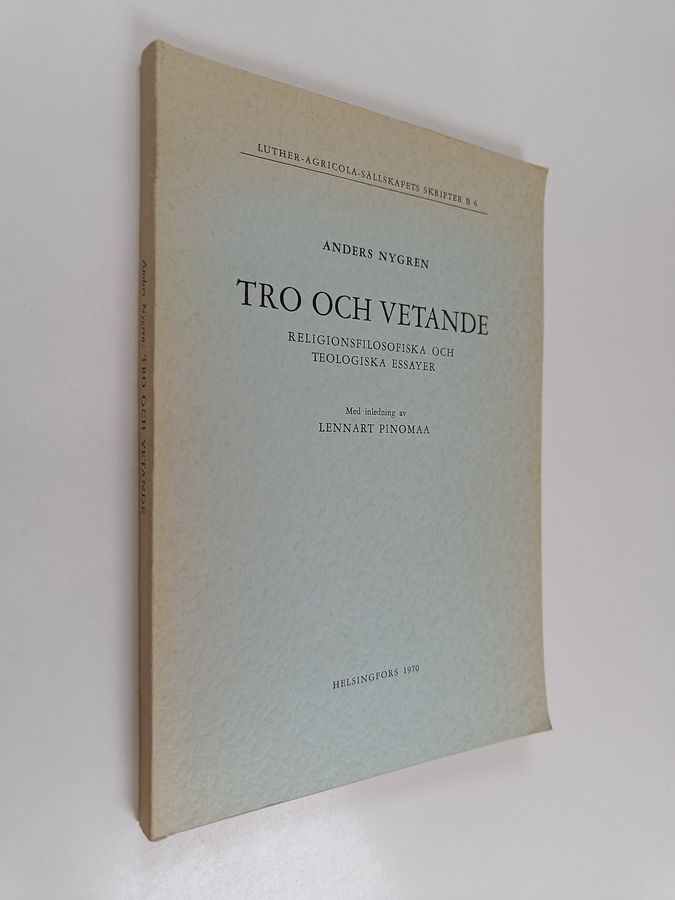 LUTHER-AGRICOLA-SÄLLSKAPETS SKRIFTER B 6
ANDERS NYGREN
TRO OCH VETANDE
RELIGIONSFILOSOFISKA OCH
TEOLOGISKA ESSAYER
Med inledning av
LENNART PINOMAA
HELSINGFORS 1970
Anders Nygren: TRO OCH VETANDE